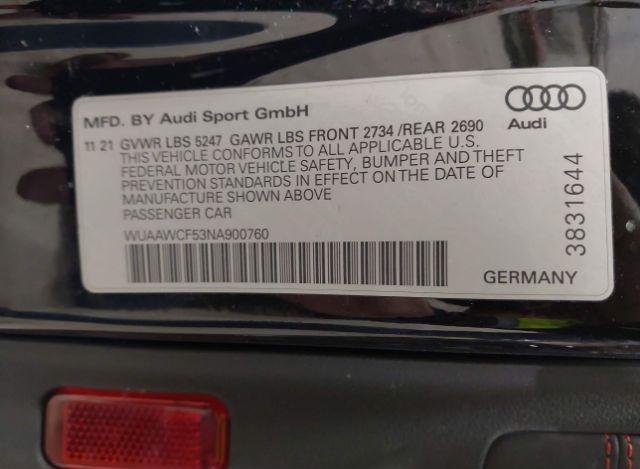 MFD. BY Audi Sport GmbH
Audi
11 21 GVWR LBS 5247 GAWR LBS FRONT 2734 /REAR 2690
THIS VEHICLE CONFORMS TO ALL APPLICABLE U.S.
FEDERAL MOTOR VEHICLE SAFETY, BUMPER AND THEFT
PREVENTION STANDARDS IN EFFECT ON THE DATE OF
MANUFACTURE SHOWN ABOVE
PASSENGER CAR
WUAAWCF53NA900760
GERMANY
3831644